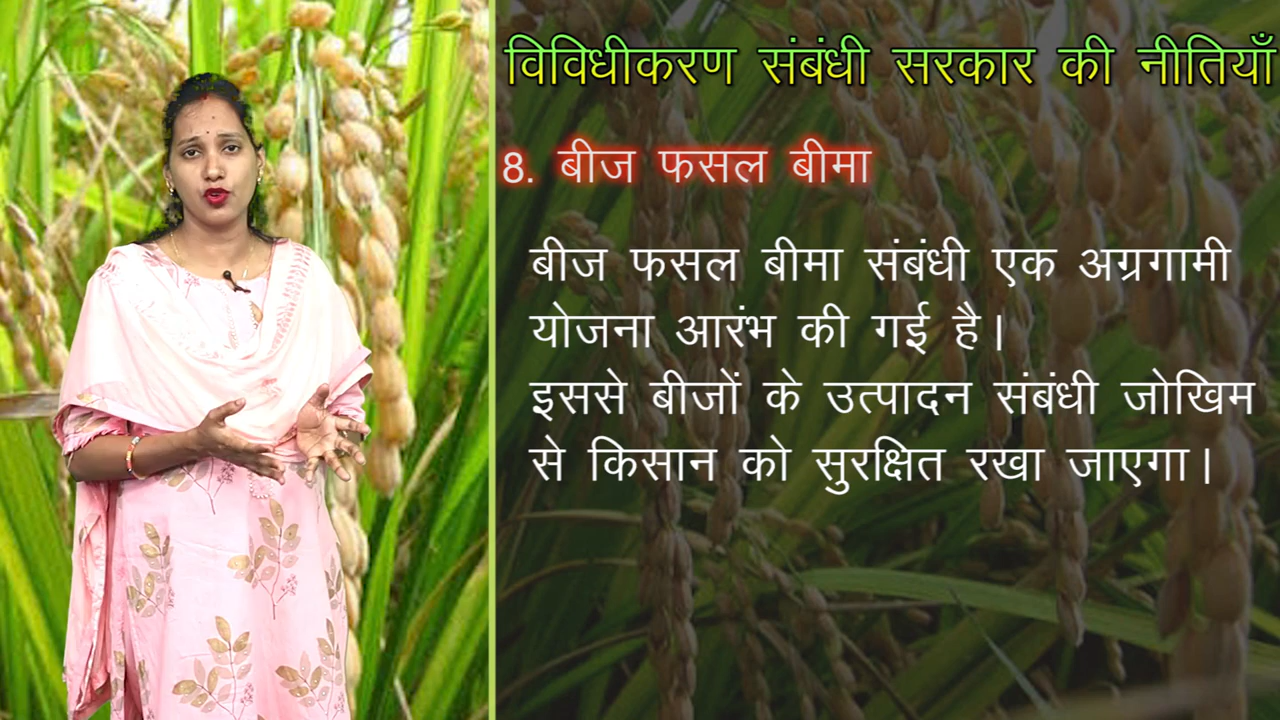 विविधीकरण संबंधी सरकार की नीतियाँ
8. बीज फसल बीमा
बीज फसल बीमा संबंधी एक अग्रगामी
योजना आरंभ की गई है।
इससे बीजों के उत्पादन संबंधी जोखिम
से किसान को सुरक्षित रखा जाएगा।